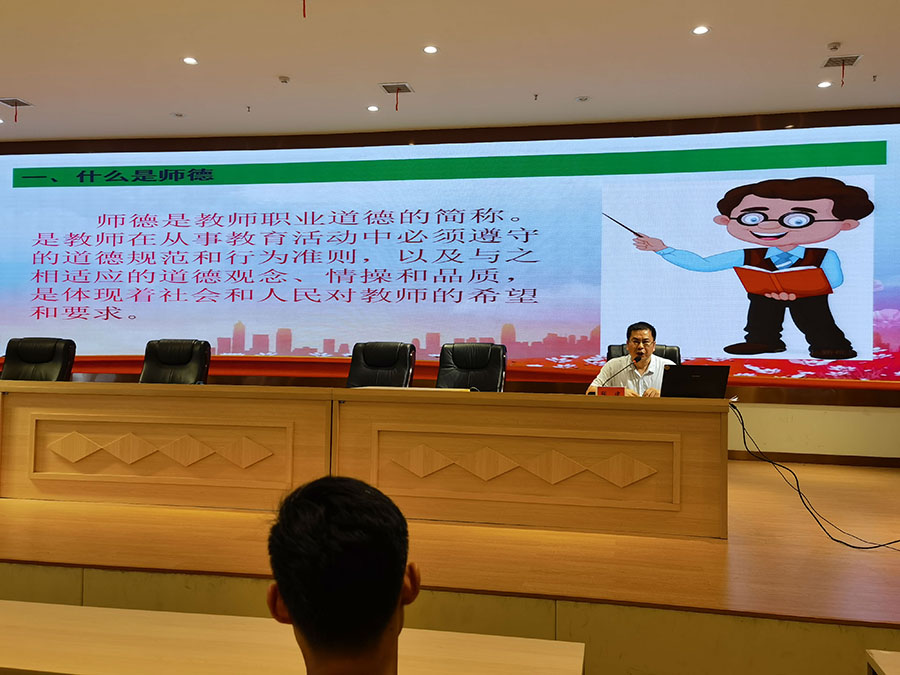 一、什么是师德
师德是教师职业道德的简称。
是教师在从事教育活动中必须遵守
的道德规范和行为准则，以及与之
相适应的道德观念、情操和品质，
是体现着社会和人民对教师的希望
和要求。